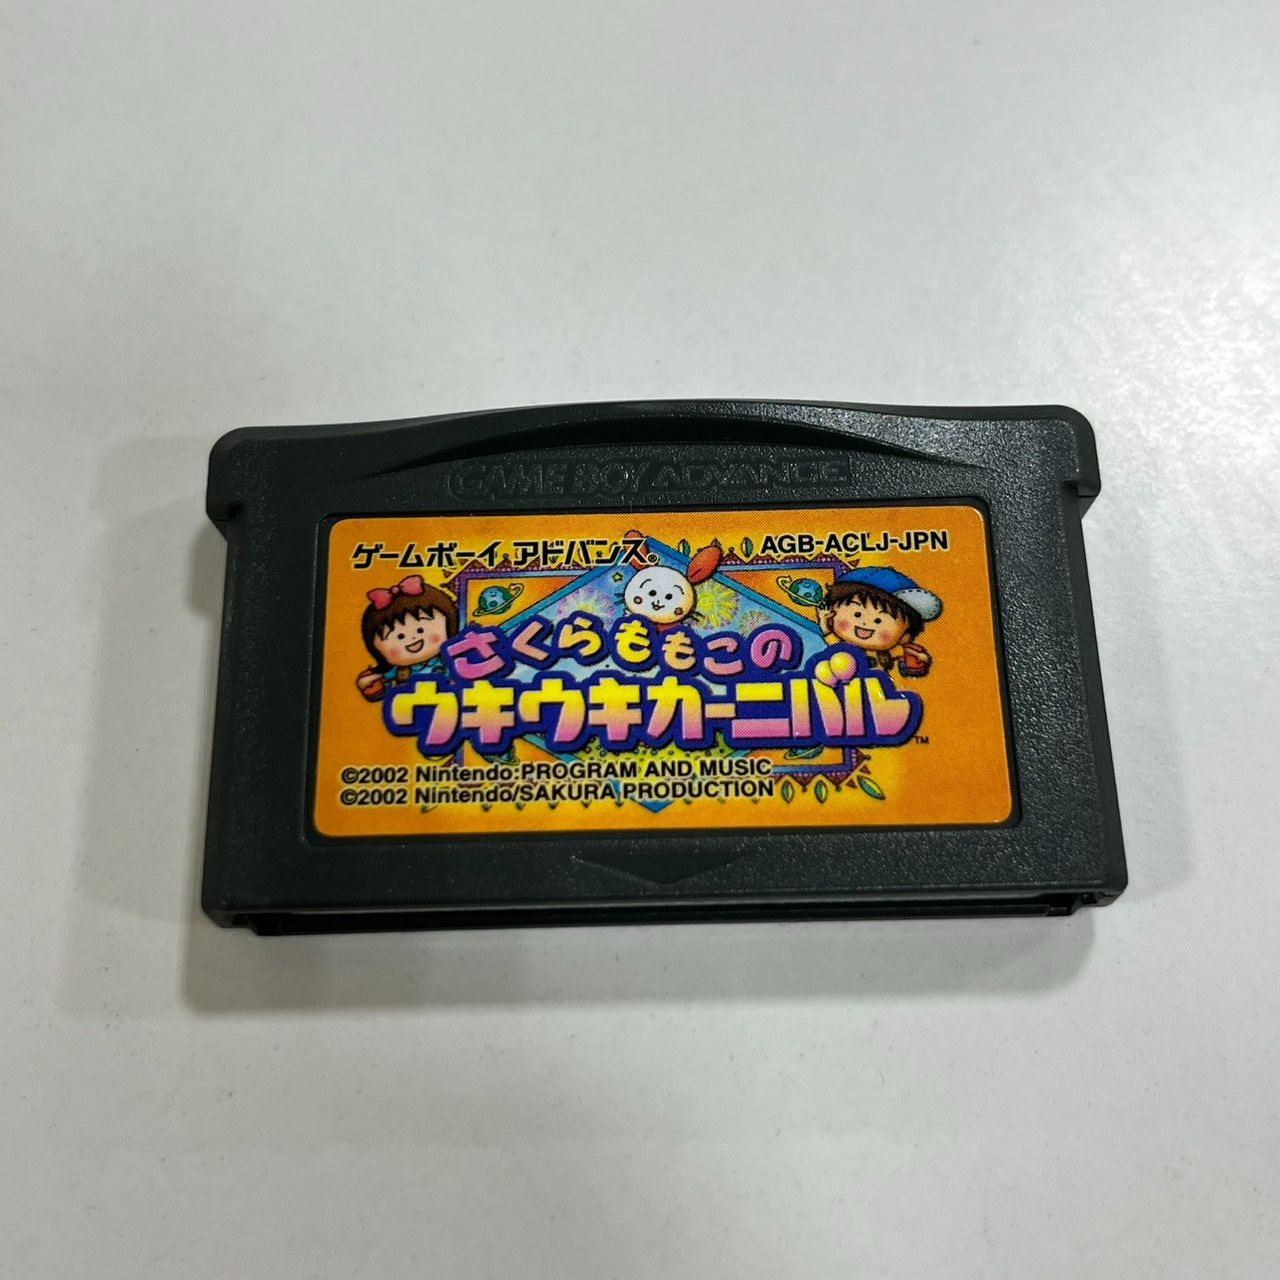 GAME BOY ADVANCE
ゲームボーイ アドバンス®
AGB-ACLJ-JPN
さくらももこの
ウキウキカーニバル™
©2002 Nintendo:PROGRAM AND MUSIC
©2002 Nintendo/SAKURA PRODUCTION